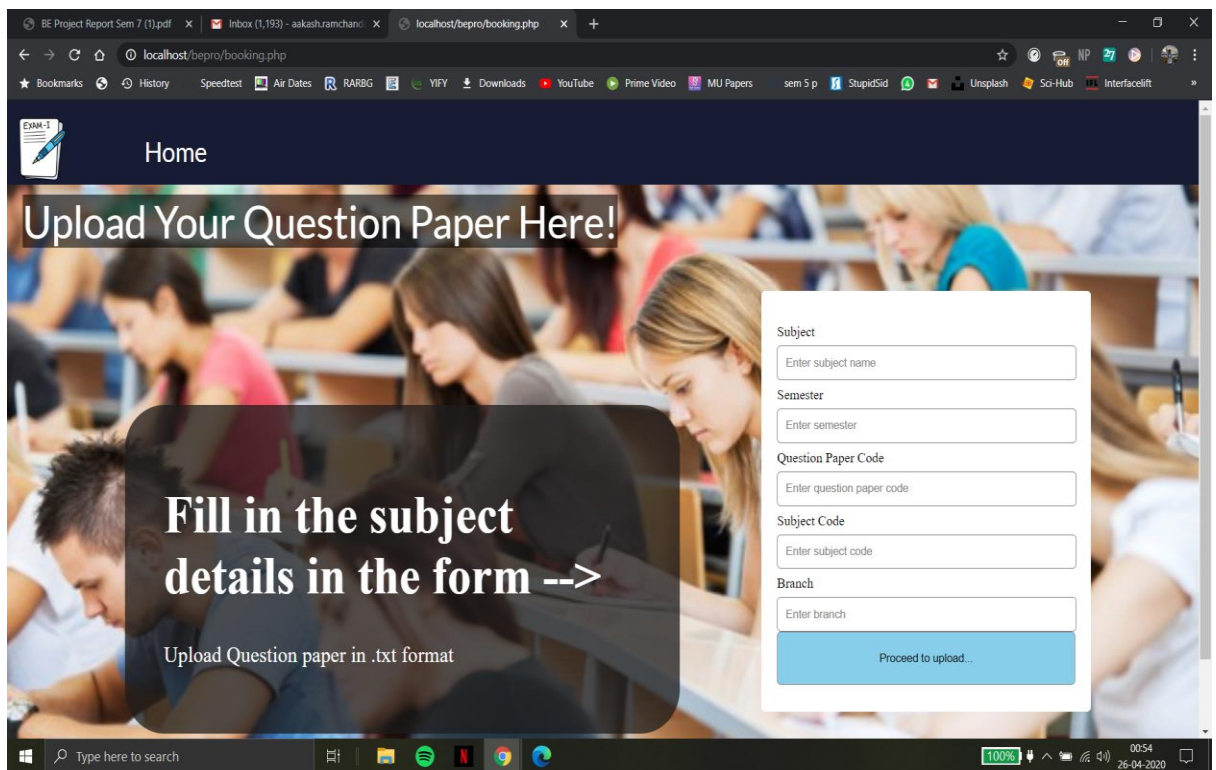 BE Project Report Sem 7 (1).pdf
Inbox (1,193) - aakash.ramchand
localhost/bepro/booking.php
localhost/bepro/booking.php
Off
NP
27
Bookmarks
History
Speedtest
Air Dates
RARBG
YIFY
Downloads
YouTube
Prime Video
MU Papers
sem 5 p
StupidSid
Unsplash
Sci-Hub
Interfacelift
»
EXAM-I
Home
Upload Your Question Paper Here!
Fill in the subject
details in the form -->
Upload Question paper in .txt format
Subject
Enter subject name
Semester
Enter semester
Question Paper Code
Enter question paper code
Subject Code
Enter subject code
Branch
Enter branch
Proceed to upload...
Type here to search
100%
00:54
26-04-2020